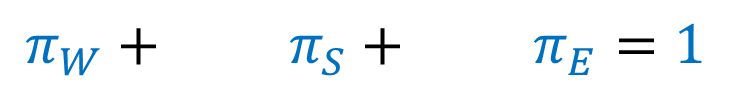 π_W + π_S + π_E = 1